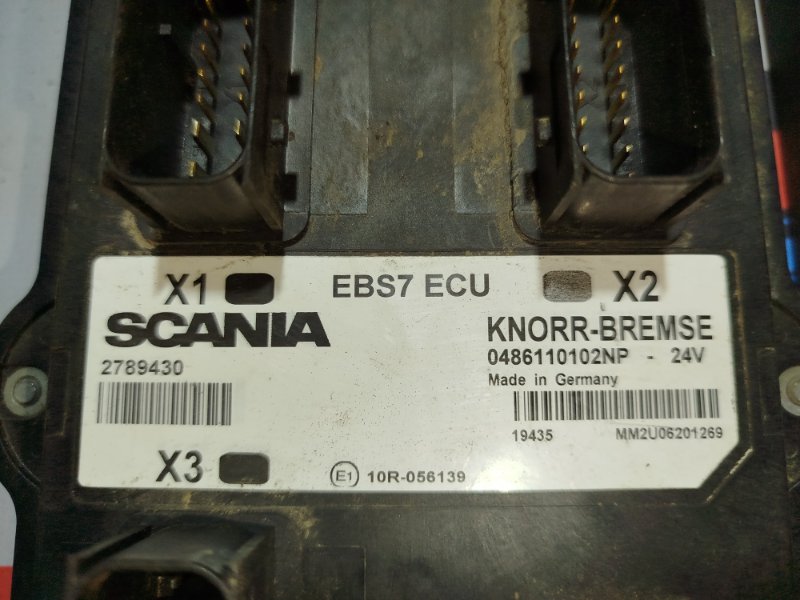 X1 EBS7 ECU X2
SCANIA KNORR-BREMSE
2789430 0486110102NP - 24V
Made in Germany
19435 MM2U06201269
X3 E1 10R-056139